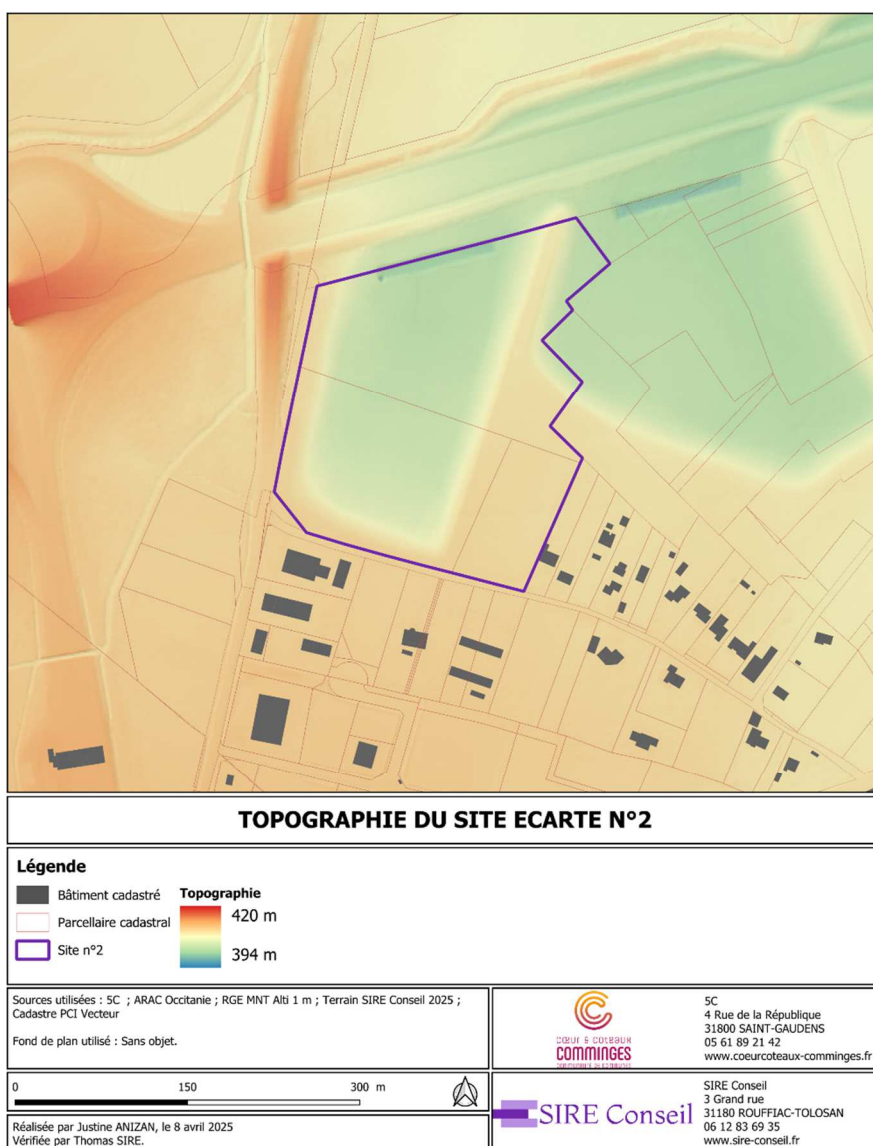 TOPOGRAPHIE DU SITE ECARTE N°2
Légende
Bâtiment cadastré
Parcellaire cadastral
Site n°2
Topographie
420 m
394 m
Sources utilisées : 5C ; ARAC Occitanie ; RGE MNT Alti 1 m ; Terrain SIRE Conseil 2025 ;
Cadastre PCI Vecteur
Fond de plan utilisé : Sans objet.
0 150 300 m
Réalisée par Justine ANIZAN, le 8 avril 2025
Vérifiée par Thomas SIRE.
CŒUR & COTEAUX
COMMINGES
5C
4 Rue de la République
31800 SAINT-GAUDENS
05 61 89 21 42
www.coeurcoteaux-comminges.fr
SIRE Conseil
SIRE Conseil
3 Grand rue
31180 ROUFFIAC-TOLOSAN
06 12 83 69 35
www.sire-conseil.fr